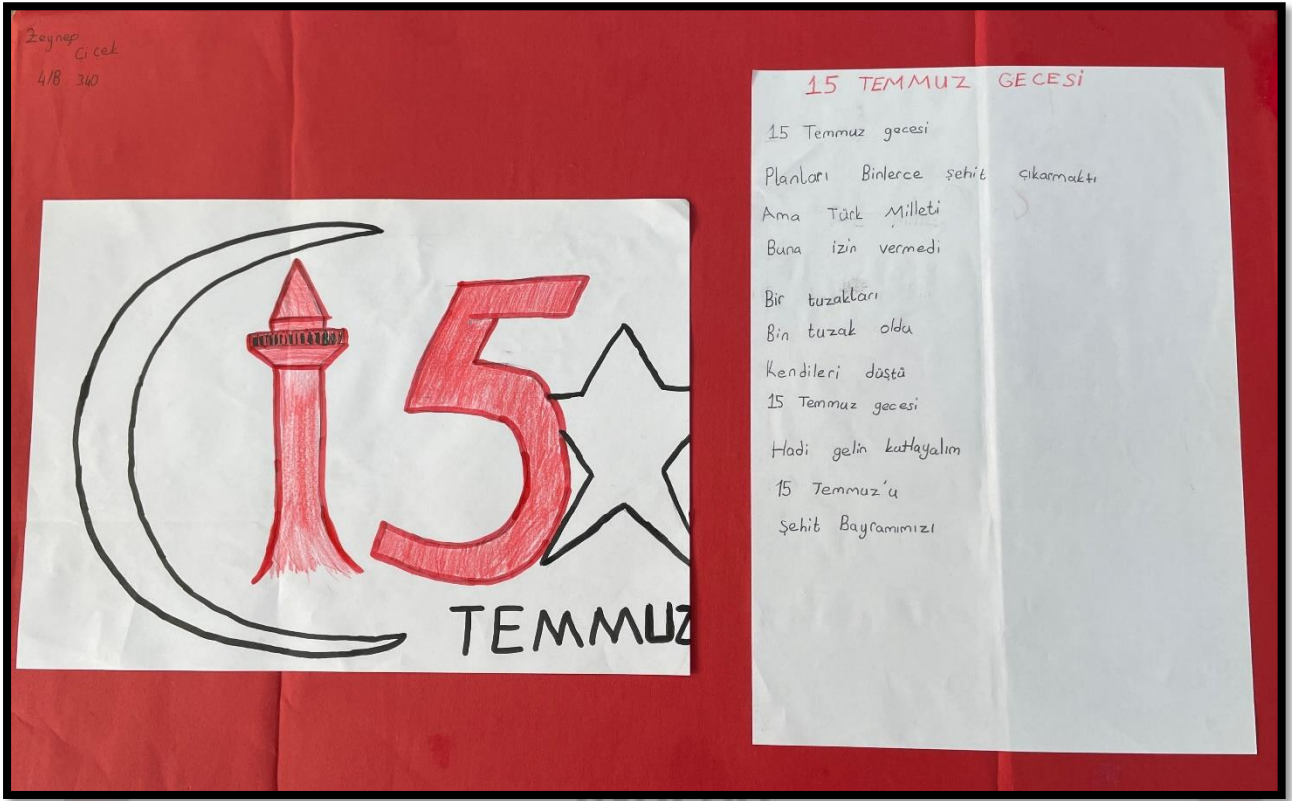 Zeynep
Çiçek
4/B 340
15 TEMMUZ
15 TEMMUZ GECESİ
15 Temmuz gecesi
Planları Binlerce şehit çıkarmaktı
Ama Türk Milleti
Buna izin vermedi
Bir tuzakları
Bin tuzak oldu
Kendileri düştü
15 Temmuz gecesi
Hadi gelin kutlayalım
15 Temmuz'u
Şehit Bayramımızı